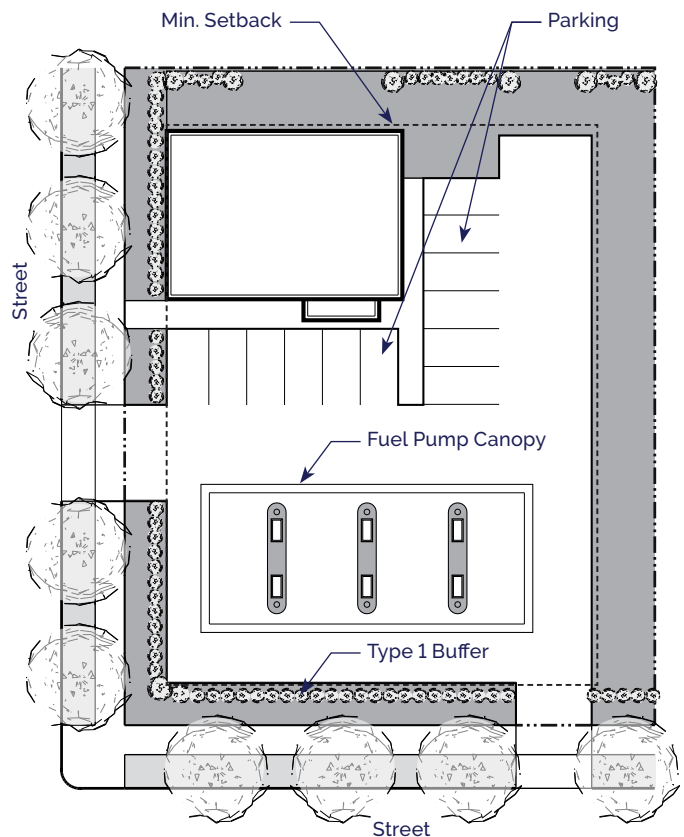 Min. Setback
Parking
Street
Fuel Pump Canopy
Type 1 Buffer
Street